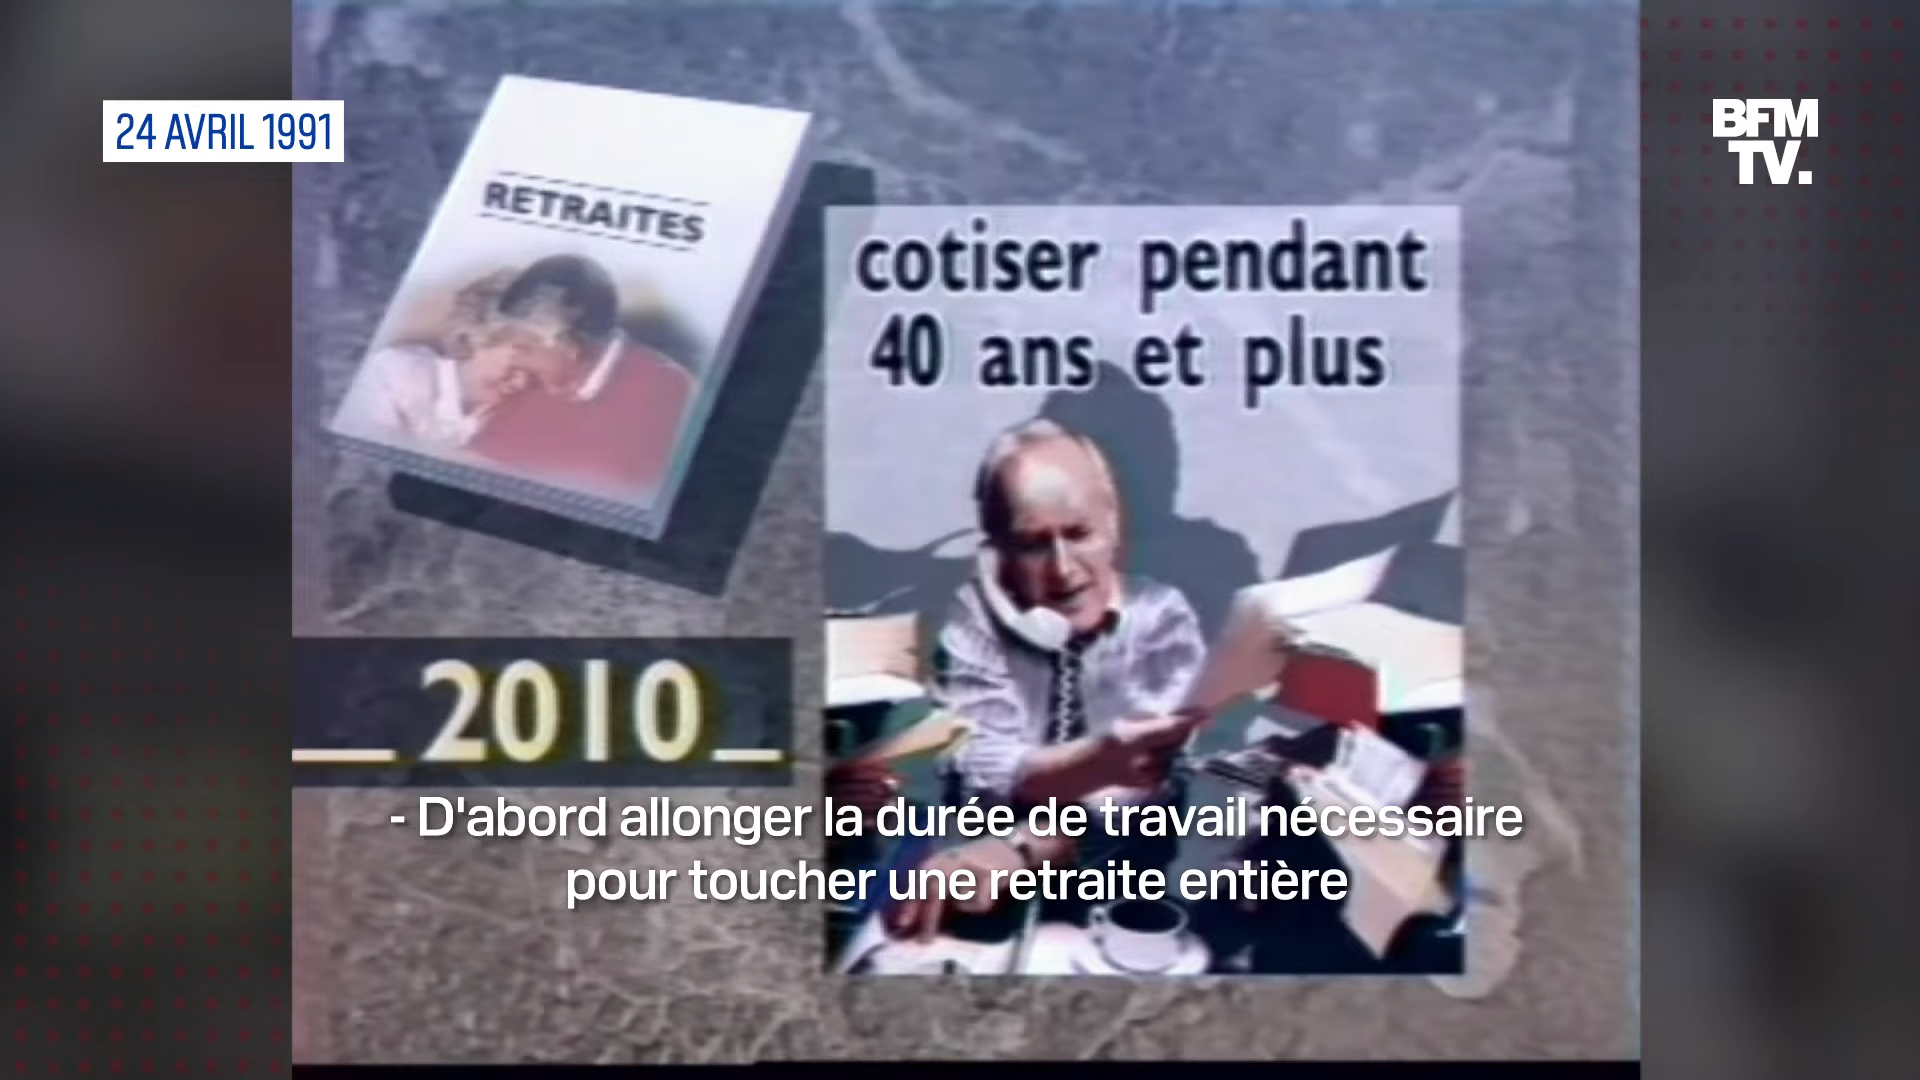 24 AVRIL 1991
BFM
TV.
RETRAITES
cotiser pendant
40 ans et plus
_2010_
- D'abord allonger la durée de travail nécessaire
pour toucher une retraite entière